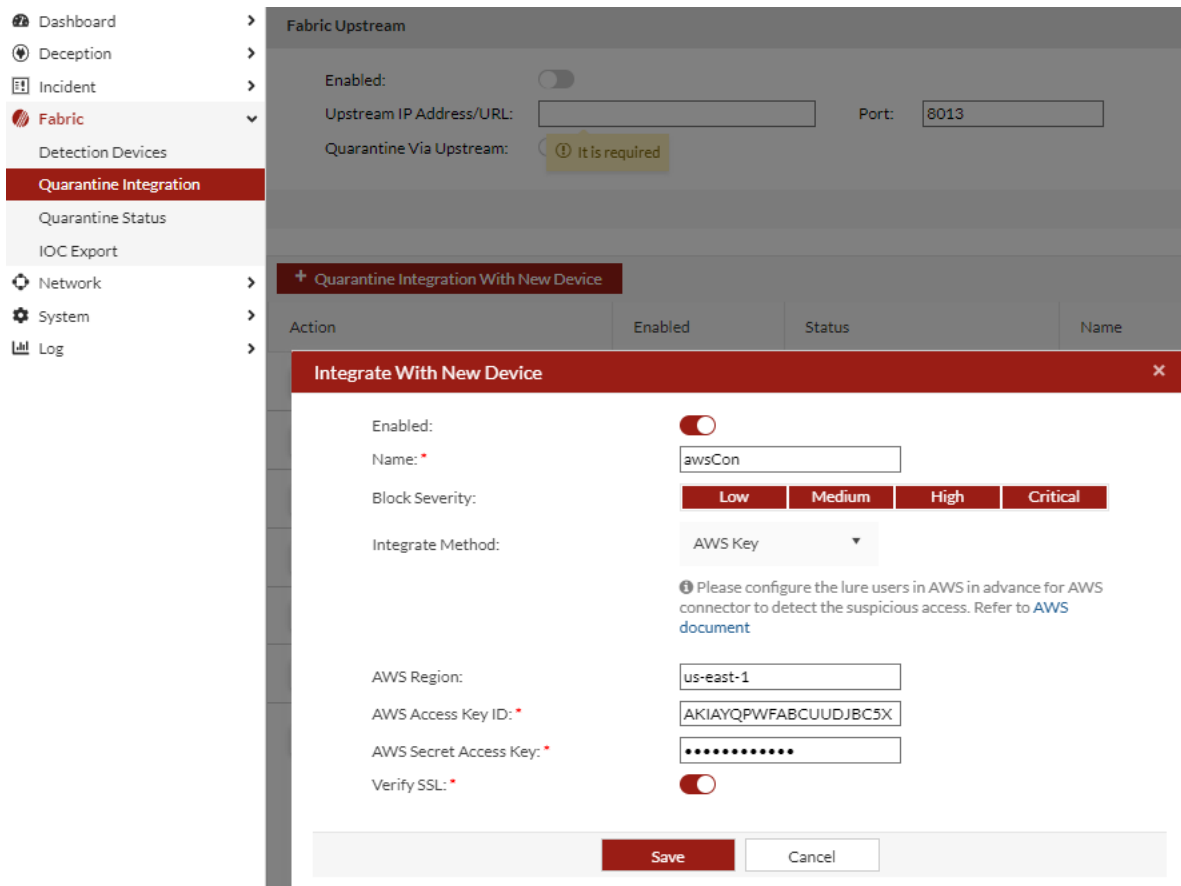 Dashboard
Deception
Incident
Fabric
Detection Devices
Quarantine Integration
Quarantine Status
IOC Export
Network
System
Log
Fabric Upstream
Enabled:
Upstream IP Address/URL: Port: 8013
Quarantine Via Upstream: It is required
+ Quarantine Integration With New Device
Action Enabled Status Name
Integrate With New Device ×
Enabled:
Name: * awsCon
Block Severity: Low Medium High Critical
Integrate Method: AWS Key
Please configure the lure users in AWS in advance for AWS
connector to detect the suspicious access. Refer to AWS
document
AWS Region: us-east-1
AWS Access Key ID: * AKIAYQPWFABCUUDJBC5X
AWS Secret Access Key: * ••••••••••••
Verify SSL: *
Save Cancel